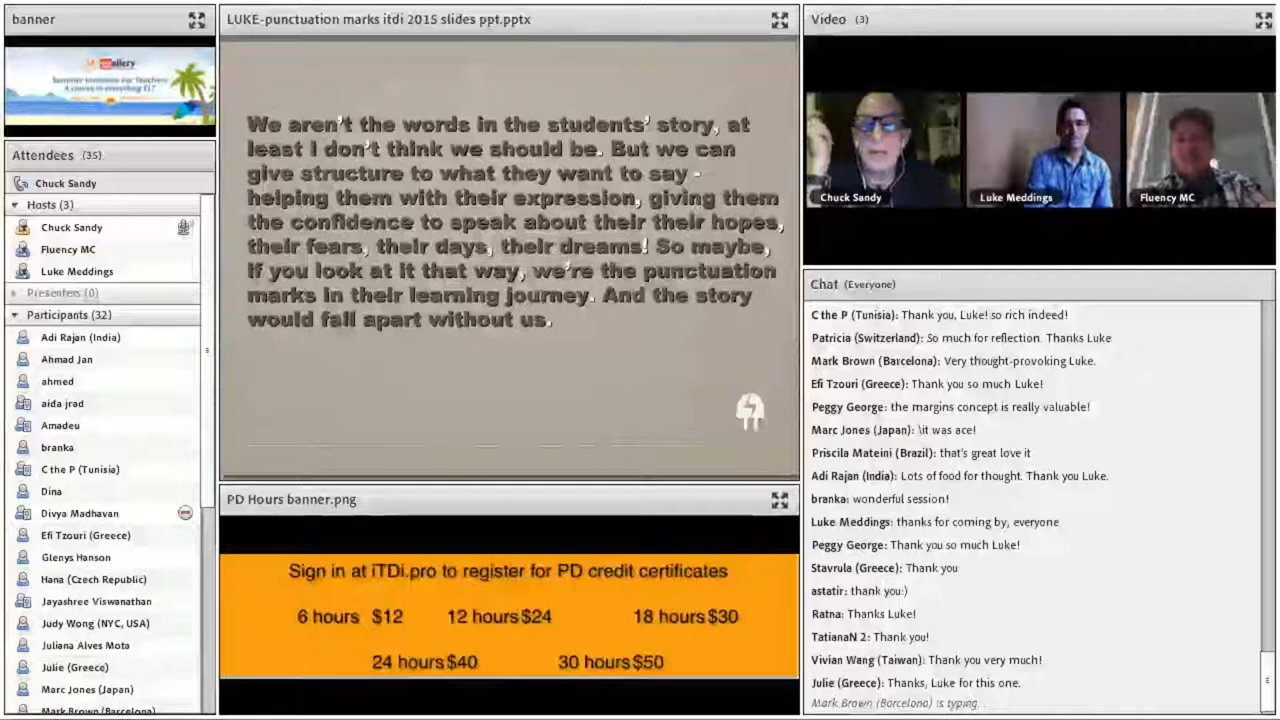 banner
Summer Intensive For Teachers:
A course in everything ELT
Attendees (35)
Chuck Sandy
Hosts (3)
Chuck Sandy
Fluency MC
Luke Meddings
Presenters (0)
Participants (32)
Adi Rajan (India)
Ahmad Jan
ahmed
aida jrad
Amadeu
branka
C the P (Tunisia)
Dina
Divya Madhavan
Efi Tzouri (Greece)
Glenys Hanson
Hana (Czech Republic)
Jayashree Viswanathan
Judy Wong (NYC, USA)
Juliana Alves Mota
Julie (Greece)
Marc Jones (Japan)
Mark Brown (Barcelona)
LUKE-punctuation marks itdi 2015 slides ppt.pptx
We aren't the words in the students' story, at
least I don't think we should be. But we can
give structure to what they want to say -
helping them with their expression, giving them
the confidence to speak about their their hopes,
their fears, their days, their dreams! So maybe,
if you look at it that way, we're the punctuation
marks in their learning journey. And the story
would fall apart without us.
PD Hours banner.png
Sign in at iTDi.pro to register for PD credit certificates
6 hours $12 12 hours $24 18 hours $30
24 hours $40 30 hours $50
Video (3)
Chuck Sandy
Luke Meddings
Fluency MC
Chat (Everyone)
C the P (Tunisia): Thank you, Luke! so rich indeed!
Patricia (Switzerland): So much for reflection. Thanks Luke
Mark Brown (Barcelona): Very thought-provoking Luke.
Efi Tzouri (Greece): Thank you so much Luke!
Peggy George: the margins concept is really valuable!
Marc Jones (Japan): \it was ace!
Priscila Mateini (Brazil): that's great love it
Adi Rajan (India): Lots of food for thought. Thank you Luke.
branka: wonderful session!
Luke Meddings: thanks for coming by, everyone
Peggy George: Thank you so much Luke!
Stavrula (Greece): Thank you
astatir: thank you:)
Ratna: Thanks Luke!
TatianaN 2: Thank you!
Vivian Wang (Taiwan): Thank you very much!
Julie (Greece): Thanks, Luke for this one.
Mark Brown (Barcelona) is typing...